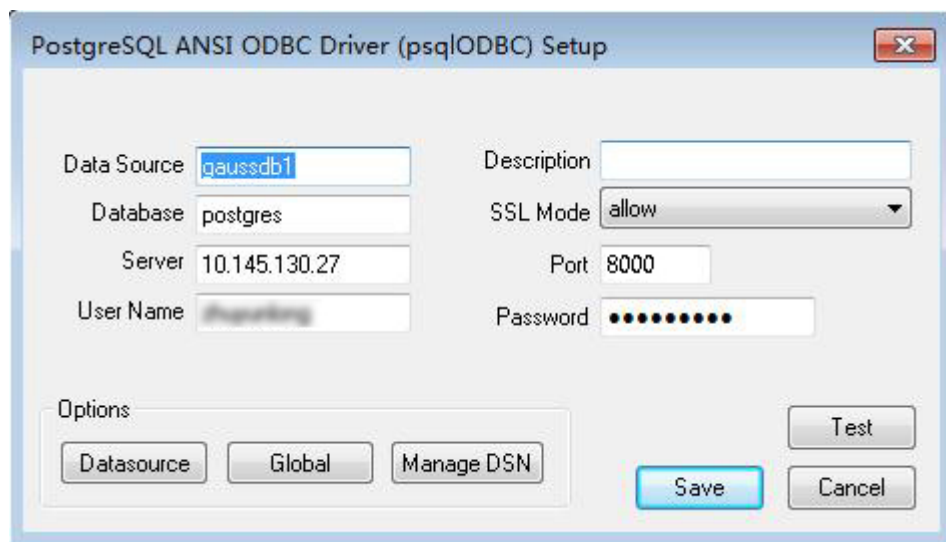 PostgreSQL ANSI ODBC Driver (psqlODBC) Setup
Data Source gaussdb1 Description
Database postgres SSL Mode allow
Server 10.145.130.27 Port 8000
User Name Password ●●●●●●●●●
Options
Datasource Global Manage DSN
Test
Save Cancel